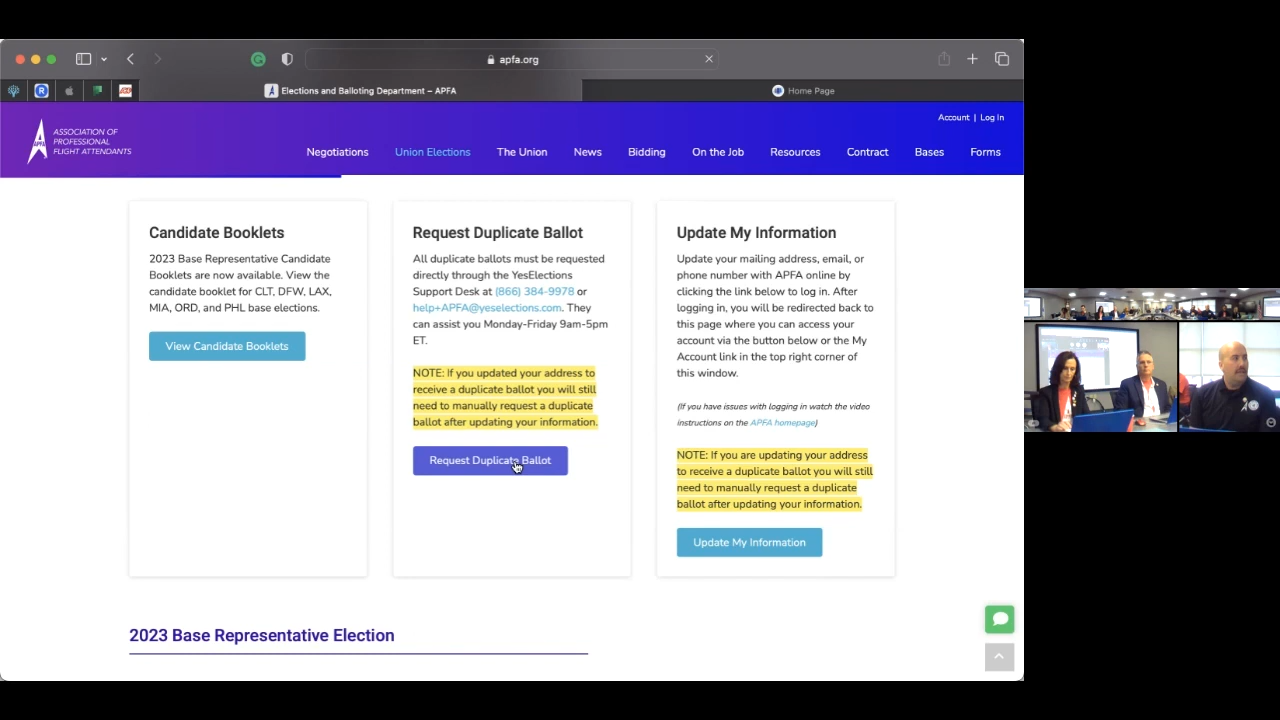 apfa.org
Elections and Balloting Department – APFA
Home Page
Account | Log In
ASSOCIATION OF
PROFESSIONAL
FLIGHT ATTENDANTS
APFA
Negotiations
Union Elections
The Union
News
Bidding
On the Job
Resources
Contract
Bases
Forms
Candidate Booklets
2023 Base Representative Candidate
Booklets are now available. View the
candidate booklet for CLT, DFW, LAX,
MIA, ORD, and PHL base elections.
View Candidate Booklets
Request Duplicate Ballot
All duplicate ballots must be requested
directly through the YesElections
Support Desk at (866) 384-9978 or
help+APFA@yeselections.com. They
can assist you Monday-Friday 9am-5pm
ET.
NOTE: If you updated your address to
receive a duplicate ballot you will still
need to manually request a duplicate
ballot after updating your information.
Request Duplicate Ballot
Update My Information
Update your mailing address, email, or
phone number with APFA online by
clicking the link below to log in. After
logging in, you will be redirected back to
this page where you can access your
account via the button below or the My
Account link in the top right corner of
this window.
(If you have issues with logging in watch the video
instructions on the APFA homepage)
NOTE: If you are updating your address
to receive a duplicate ballot you will still
need to manually request a duplicate
ballot after updating your information.
Update My Information
2023 Base Representative Election